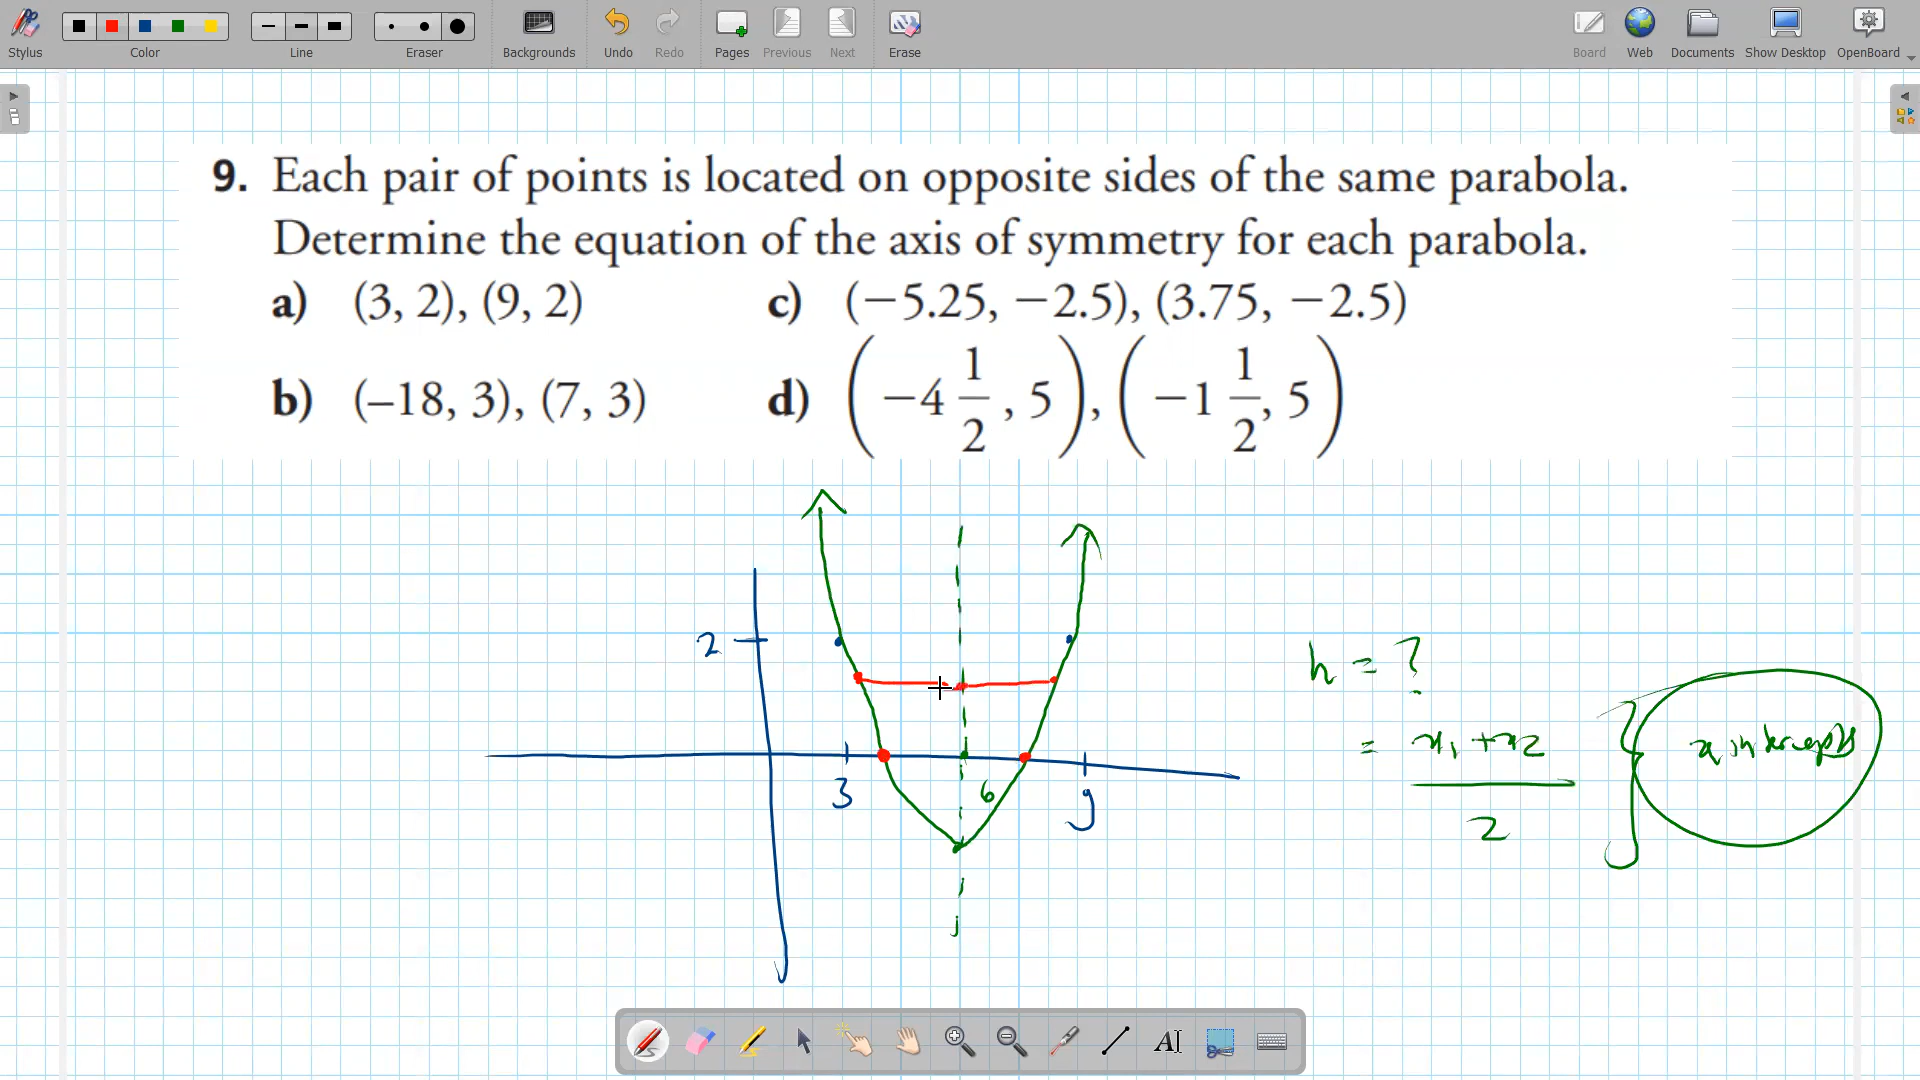 Stylus Color Line Eraser Backgrounds Undo Redo Pages Previous Next Erase Board Web Documents Show Desktop OpenBoard
9. Each pair of points is located on opposite sides of the same parabola.
Determine the equation of the axis of symmetry for each parabola.
a) (3, 2), (9, 2) c) (−5.25, −2.5), (3.75, −2.5)
b) (–18, 3), (7, 3) d) (−4 1/2, 5), (−1 1/2, 5)
2
h = ?
= x₁ + x₂ / 2
x intercepts
3 6 9